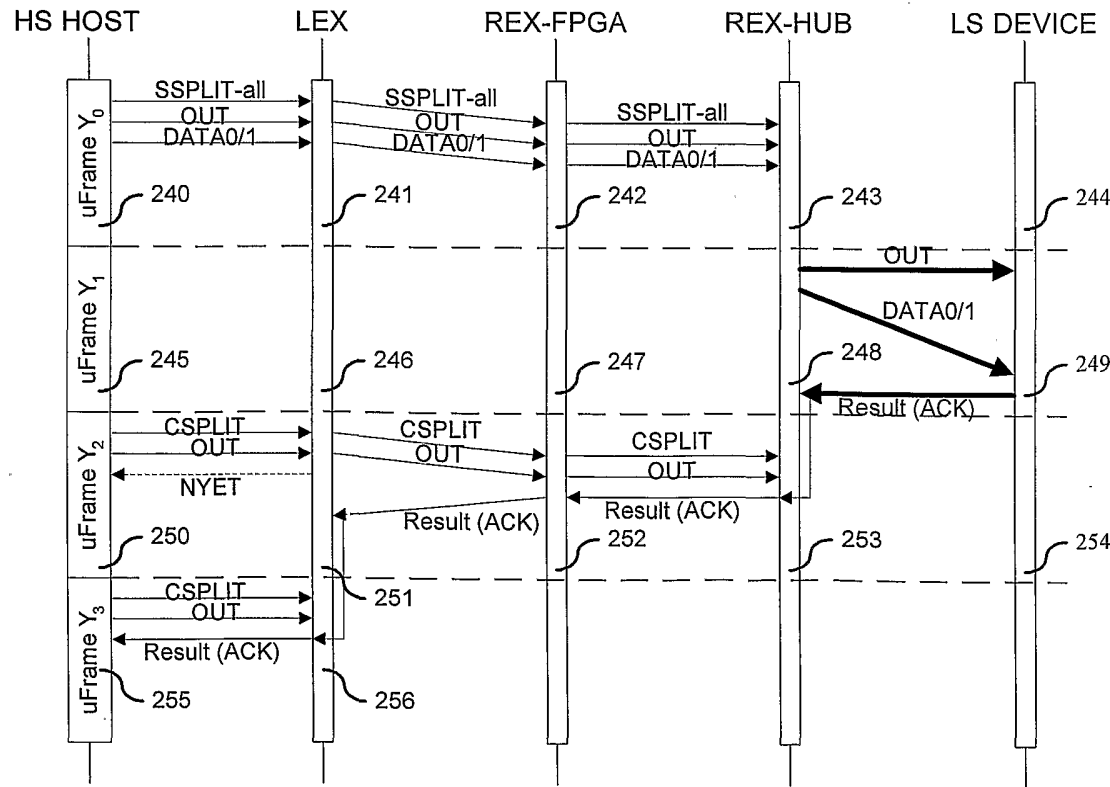 HS HOST LEX REX-FPGA REX-HUB LS DEVICE
uFrame Y0
SSPLIT-all SSPLIT-all SSPLIT-all
OUT OUT OUT
DATA0/1 DATA0/1 DATA0/1
240 241 242 243 244
uFrame Y1
OUT
DATA0/1
245 246 247 248 249
Result (ACK)
uFrame Y2
CSPLIT CSPLIT CSPLIT
OUT OUT OUT
NYET
Result (ACK) Result (ACK)
250 251 252 253 254
uFrame Y3
CSPLIT
OUT
Result (ACK)
255 256